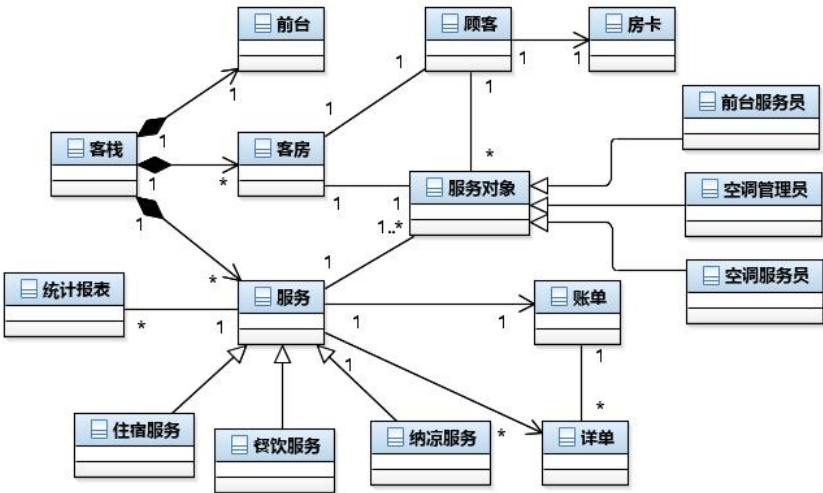 前台
顾客
房卡
1
1
1
1
1
1
1
前台服务员
客栈
客房
1
*
*
服务对象
空调管理员
1
1
1
1..*
空调服务员
1
*
统计报表
服务
账单
*
1
1
1
1
1
*
*
住宿服务
餐饮服务
纳凉服务
详单